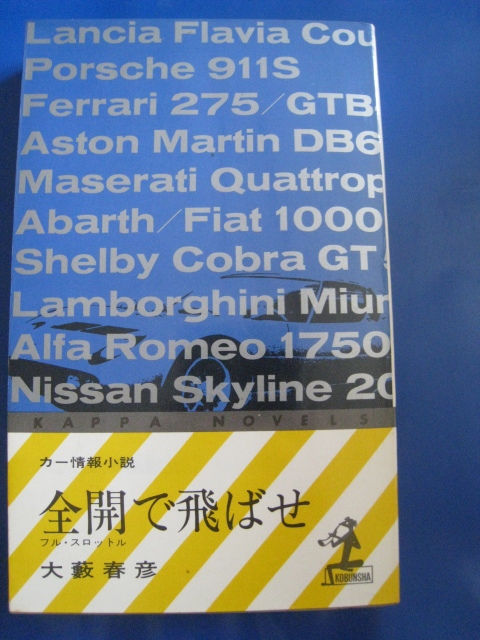 Lancia Flavia Cou
Porsche 911S
Ferrari 275/GTB
Aston Martin DB6
Maserati Quattrop
Abarth/Fiat 1000
Shelby Cobra GT
Lamborghini Miur
Alfa Romeo 1750
Nissan Skyline 20
KAPPA NOVELS
カー情報小説
全開で飛ばせ
フル・スロットル
大藪春彦
KOBUNSHA